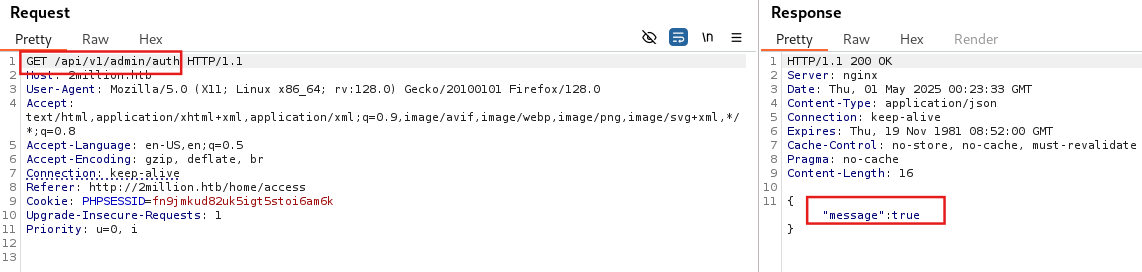 Request
Pretty Raw Hex
\n
1 GET /api/v1/admin/auth HTTP/1.1
2 Host: 2million.htb
3 User-Agent: Mozilla/5.0 (X11; Linux x86_64; rv:128.0) Gecko/20100101 Firefox/128.0
4 Accept:
text/html,application/xhtml+xml,application/xml;q=0.9,image/avif,image/webp,image/png,image/svg+xml,*/
*;q=0.8
5 Accept-Language: en-US,en;q=0.5
6 Accept-Encoding: gzip, deflate, br
7 Connection: keep-alive
8 Referer: http://2million.htb/home/access
9 Cookie: PHPSESSID=fn9jmkud82uk5igt5stoi6am6k
10 Upgrade-Insecure-Requests: 1
11 Priority: u=0, i
12
13
Response
Pretty Raw Hex Render
1 HTTP/1.1 200 OK
2 Server: nginx
3 Date: Thu, 01 May 2025 00:23:33 GMT
4 Content-Type: application/json
5 Connection: keep-alive
6 Expires: Thu, 19 Nov 1981 08:52:00 GMT
7 Cache-Control: no-store, no-cache, must-revalidate
8 Pragma: no-cache
9 Content-Length: 16
10
11 {
"message":true
}